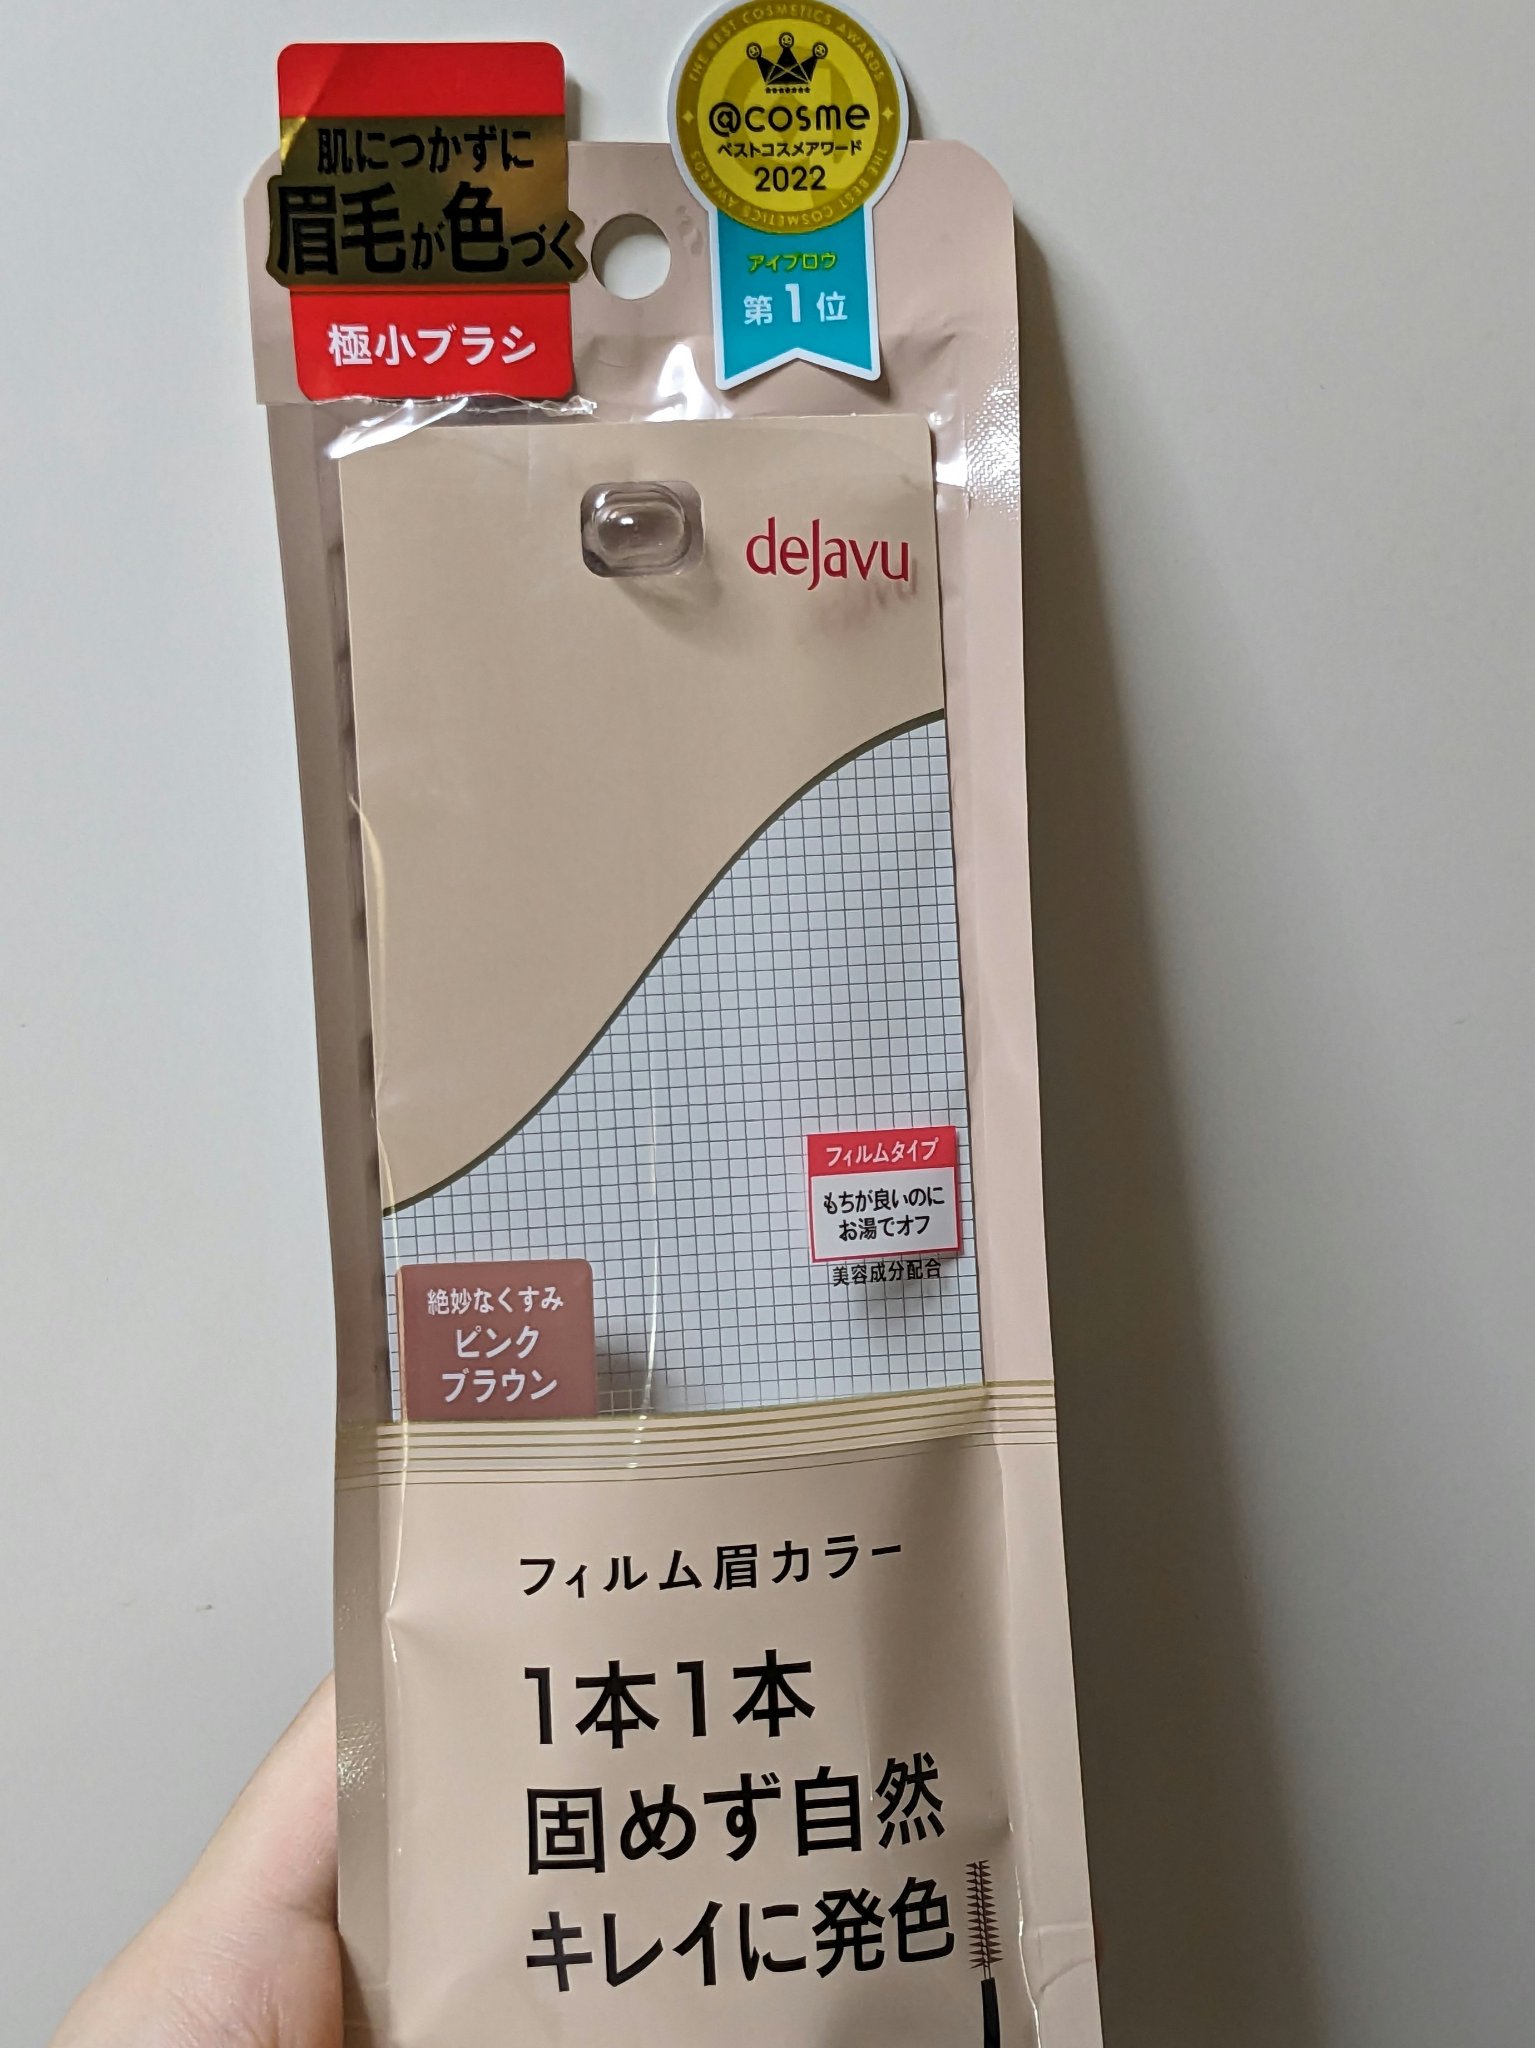 肌につかずに
眉毛が色づく
極小ブラシ
THE BEST COSMETICS AWARDS
@cosme
ベストコスメアワード
2022
THE BEST COSMETICS AWARDS
アイブロウ
第1位
deJavu
フィルムタイプ
もちが良いのに
お湯でオフ
美容成分配合
絶妙なくすみ
ピンク
ブラウン
フィルム眉カラー
1本1本
固めず自然
キレイに発色